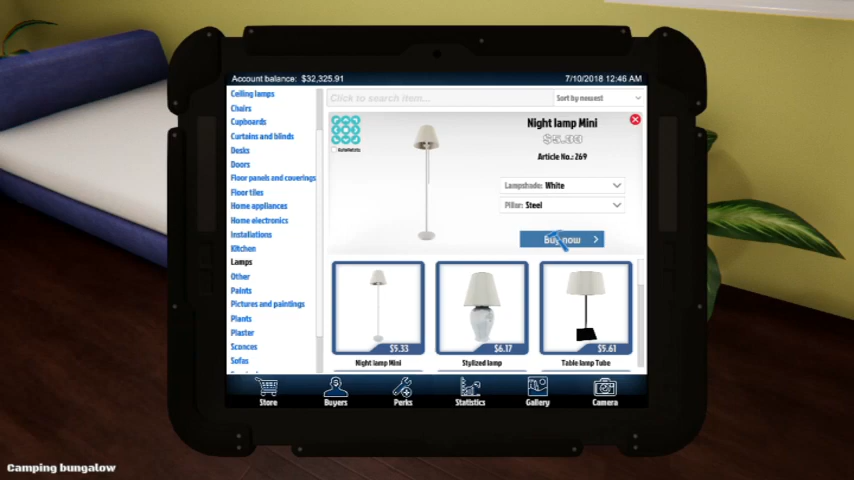 Account balance: $32,325.91
7/10/2018 12:46 AM
Ceiling lamps
Chairs
Cupboards
Curtains and blinds
Desks
Doors
Floor panels and coverings
Floor tiles
Home appliances
Home electronics
Installations
Kitchen
Lamps
Other
Paints
Pictures and paintings
Plants
Plaster
Sconces
Sofas
Click to search item...
Sort by newest
Night lamp Mini
$5.33
Article No.: 269
Lampshade: White
Pillar: Steel
Buy now
$5.33
Night lamp Mini
$6.17
Stylized lamp
$5.61
Table lamp Tube
Store
Buyers
Perks
Statistics
Gallery
Camera
Camping bungalow